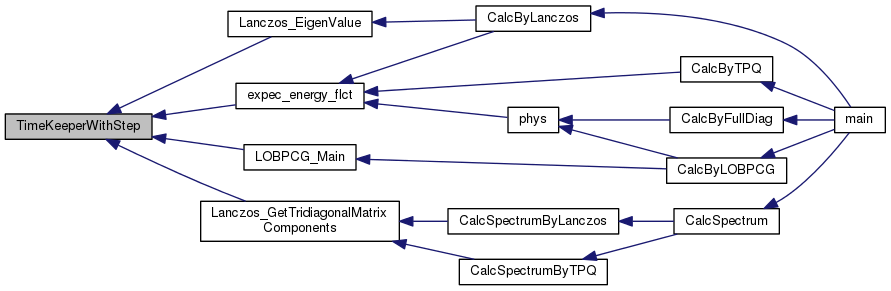 Lanczos_EigenValue
CalcByLanczos
expec_energy_flct
CalcByTPQ
TimeKeeperWithStep
phys
CalcByFullDiag
main
LOBPCG_Main
CalcByLOBPCG
Lanczos_GetTridiagonalMatrix
Components
CalcSpectrumByLanczos
CalcSpectrum
CalcSpectrumByTPQ